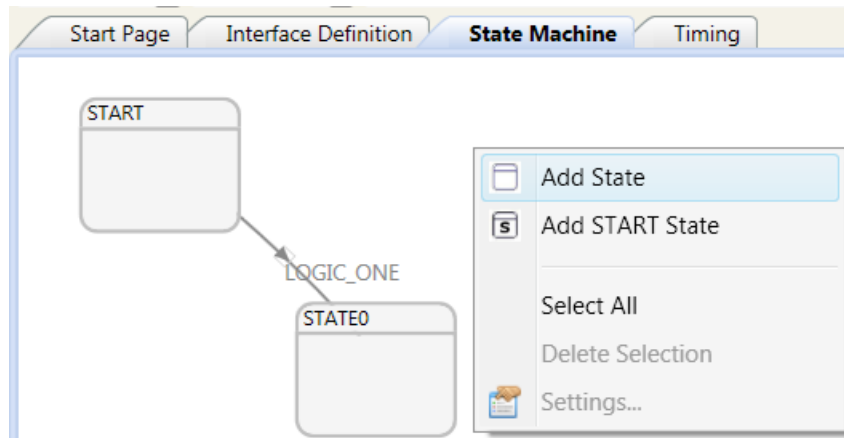 Start Page Interface Definition State Machine Timing
START
LOGIC_ONE
STATE0
Add State
S Add START State
Select All
Delete Selection
Settings...